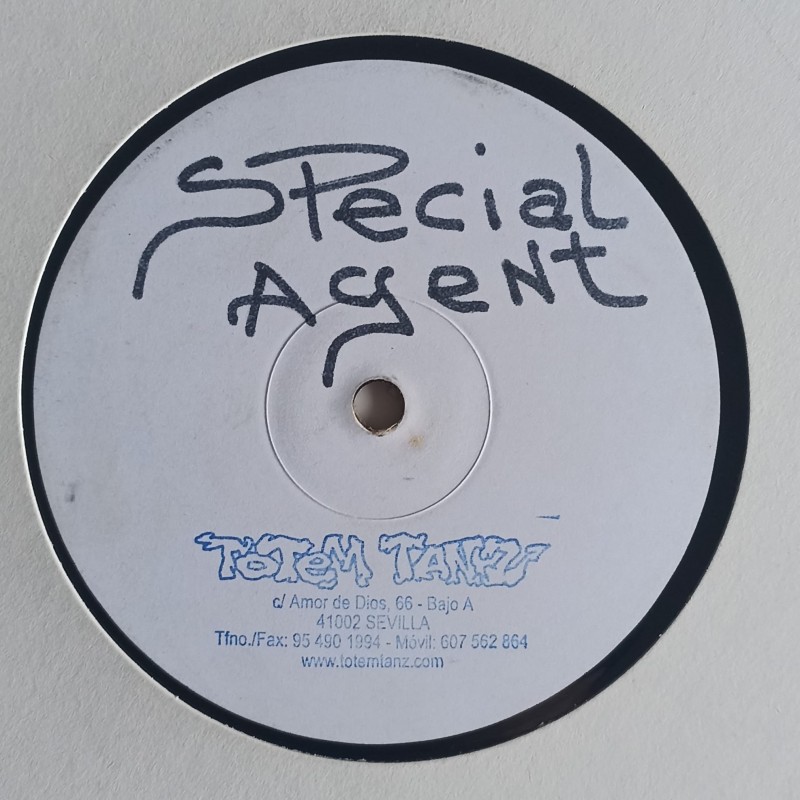 SPecial
AgeNt
TOTeM TANZ
c/ Amor de Dios, 66 - Bajo A
41002 SEVILLA
Tfno./Fax: 95 490 1994 - Móvil: 607 562 864
www.totemtanz.com